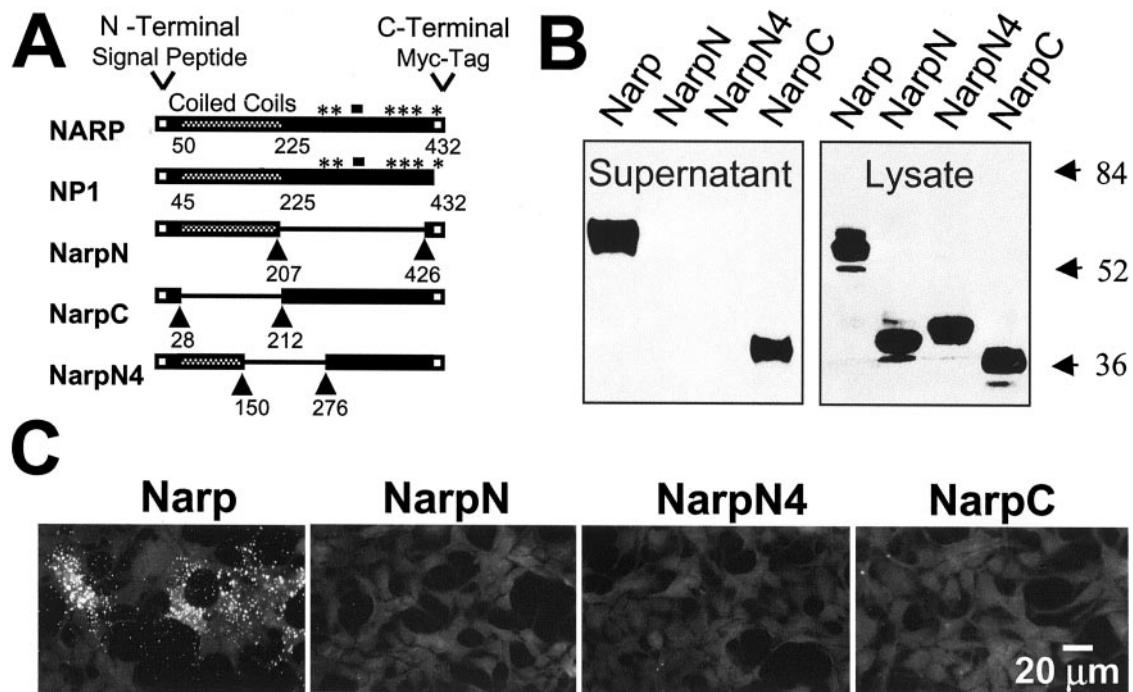 A
N -Terminal
Signal Peptide
C-Terminal
Myc-Tag
Coiled Coils
** ■ *** *
NARP
50 225 432
** ■ *** *
NP1
45 225 432
NarpN
207 426
NarpC
28 212
NarpN4
150 276
B
Narp NarpN NarpN4 NarpC
Narp NarpN NarpN4 NarpC
Supernatant
Lysate
84
52
36
C
Narp NarpN NarpN4 NarpC
20 μm